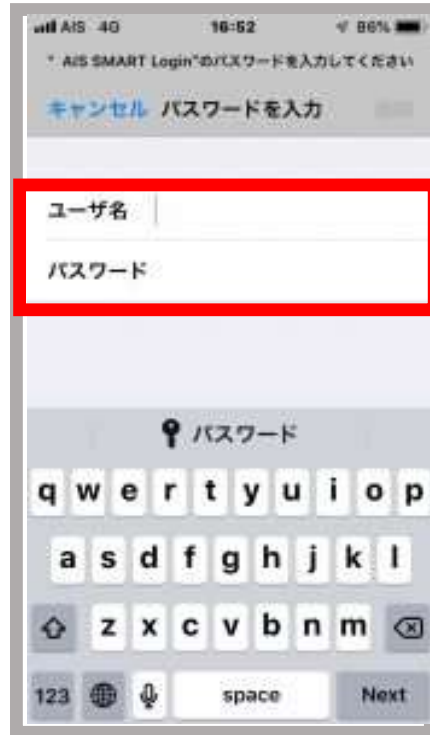 AIS 4G 16:52 86%
" AIS SMART Login"のパスワードを入力してください
キャンセル パスワードを入力
ユーザ名
パスワード
パスワード
q w e r t y u i o p
a s d f g h j k l
z x c v b n m
123 space Next